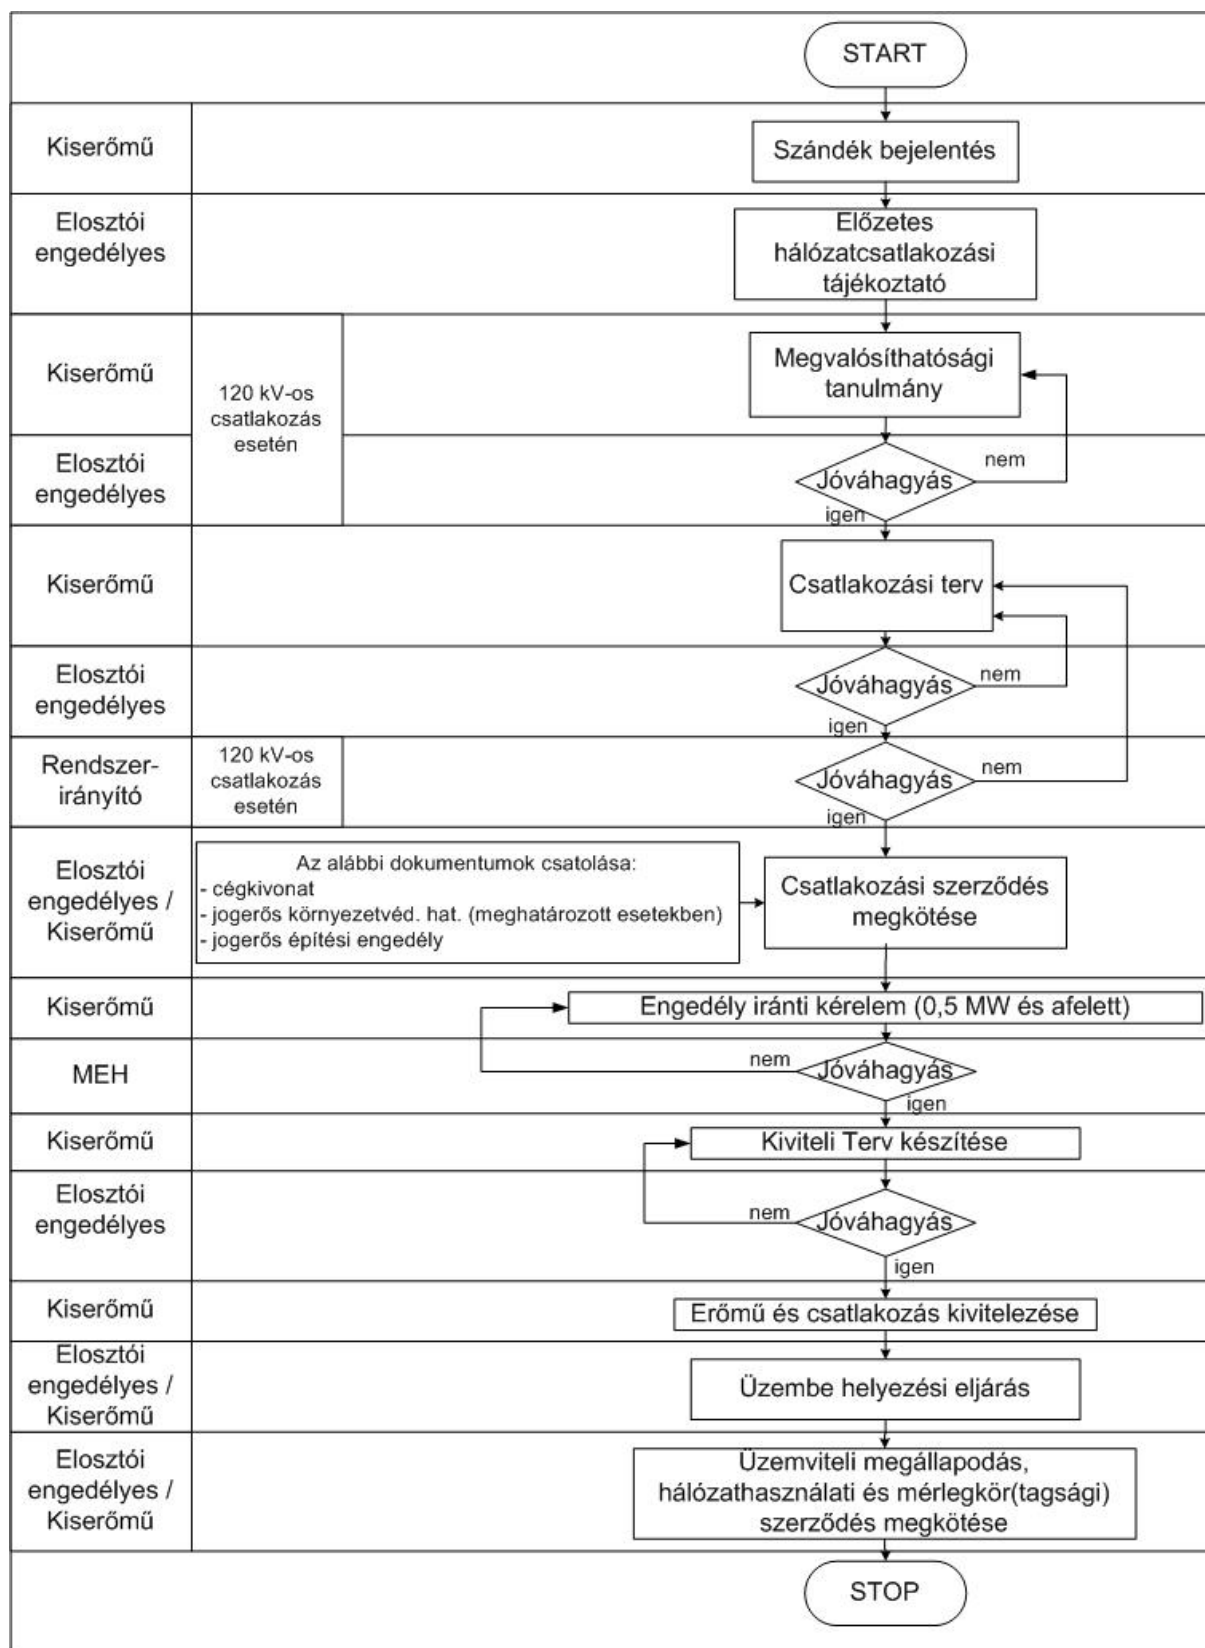 START
Kiserőmű
Szándék bejelentés
Elosztói
engedélyes
Előzetes
hálózatcsatlakozási
tájékoztató
Kiserőmű
120 kV-os
csatlakozás
esetén
Megvalósíthatósági
tanulmány
Elosztói
engedélyes
Jóváhagyás
nem
igen
Kiserőmű
Csatlakozási terv
Elosztói
engedélyes
Jóváhagyás
nem
igen
Rendszer-
irányító
120 kV-os
csatlakozás
esetén
Jóváhagyás
nem
igen
Elosztói
engedélyes /
Kiserőmű
Az alábbi dokumentumok csatolása:
- cégkivonat
- jogerős környezetvéd. hat. (meghatározott esetekben)
- jogerős építési engedély
Csatlakozási szerződés
megkötése
Kiserőmű
Engedély iránti kérelem (0,5 MW és afelett)
MEH
nem
Jóváhagyás
igen
Kiserőmű
Kiviteli Terv készítése
Elosztói
engedélyes
nem
Jóváhagyás
igen
Kiserőmű
Erőmű és csatlakozás kivitelezése
Elosztói
engedélyes /
Kiserőmű
Üzembe helyezési eljárás
Elosztói
engedélyes /
Kiserőmű
Üzemviteli megállapodás,
hálózathasználati és mérlegkör(tagsági)
szerződés megkötése
STOP